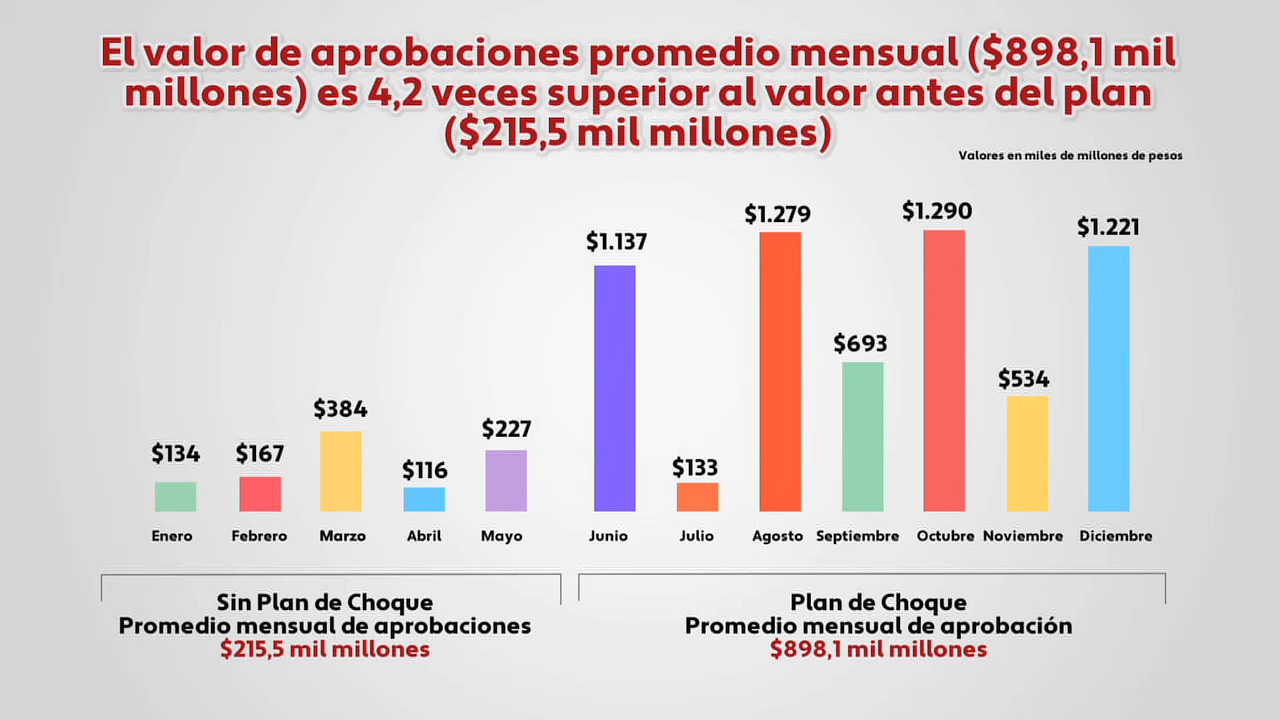 El valor de aprobaciones promedio mensual ($898,1 mil
millones) es 4,2 veces superior al valor antes del plan
($215,5 mil millones)
Valores en miles de millones de pesos
$134
$167
$384
$116
$227
$1.137
$133
$1.279
$693
$1.290
$534
$1.221
Enero
Febrero
Marzo
Abril
Mayo
Junio
Julio
Agosto
Septiembre
Octubre
Noviembre
Diciembre
Sin Plan de Choque
Promedio mensual de aprobaciones
$215,5 mil millones
Plan de Choque
Promedio mensual de aprobación
$898,1 mil millones